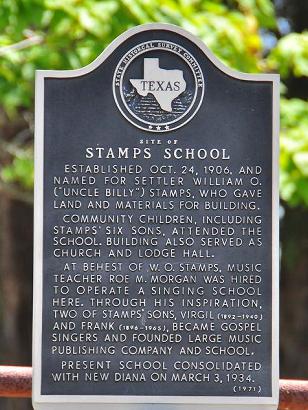 STATE HISTORICAL SURVEY COMMITTEE
TEXAS
SITE OF
STAMPS SCHOOL
ESTABLISHED OCT. 24, 1906, AND
NAMED FOR SETTLER WILLIAM O.
("UNCLE BILLY") STAMPS, WHO GAVE
LAND AND MATERIALS FOR BUILDING.
COMMUNITY CHILDREN, INCLUDING
STAMPS' SIX SONS, ATTENDED THE
SCHOOL. BUILDING ALSO SERVED AS
CHURCH AND LODGE HALL.
AT BEHEST OF W. O. STAMPS, MUSIC
TEACHER ROE M. MORGAN WAS HIRED
TO OPERATE A SINGING SCHOOL
HERE. THROUGH HIS INSPIRATION,
TWO OF STAMPS' SONS, VIRGIL (1892-1940)
AND FRANK (1896-1965), BECAME GOSPEL
SINGERS AND FOUNDED LARGE MUSIC
PUBLISHING COMPANY AND SCHOOL.
PRESENT SCHOOL CONSOLIDATED
WITH NEW DIANA ON MARCH 3, 1934.
(1971)